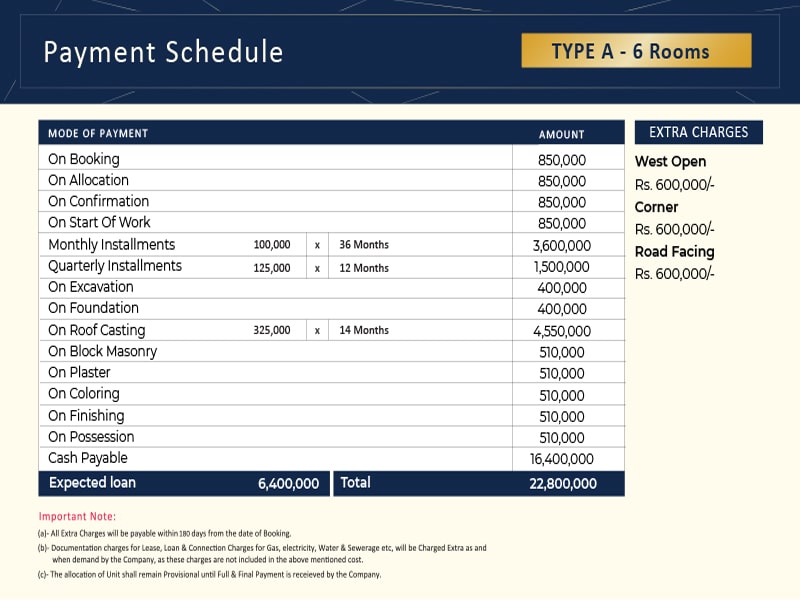 Payment Schedule
TYPE A - 6 Rooms
MODE OF PAYMENT AMOUNT
On Booking 850,000
On Allocation 850,000
On Confirmation 850,000
On Start Of Work 850,000
Monthly Installments 100,000 x 36 Months 3,600,000
Quarterly Installments 125,000 x 12 Months 1,500,000
On Excavation 400,000
On Foundation 400,000
On Roof Casting 325,000 x 14 Months 4,550,000
On Block Masonry 510,000
On Plaster 510,000
On Coloring 510,000
On Finishing 510,000
On Possession 510,000
Cash Payable 16,400,000
Expected loan 6,400,000 Total 22,800,000
EXTRA CHARGES
West Open
Rs. 600,000/-
Corner
Rs. 600,000/-
Road Facing
Rs. 600,000/-
Important Note:
(a)- All Extra Charges will be payable within 180 days from the date of Booking.
(b)- Documentation charges for Lease, Loan & Connection Charges for Gas, electricity, Water & Sewerage etc, will be Charged Extra as and
when demand by the Company, as these charges are not included in the above mentioned cost.
(c)- The allocation of Unit shall remain Provisional until Full & Final Payment is receieved by the Company.